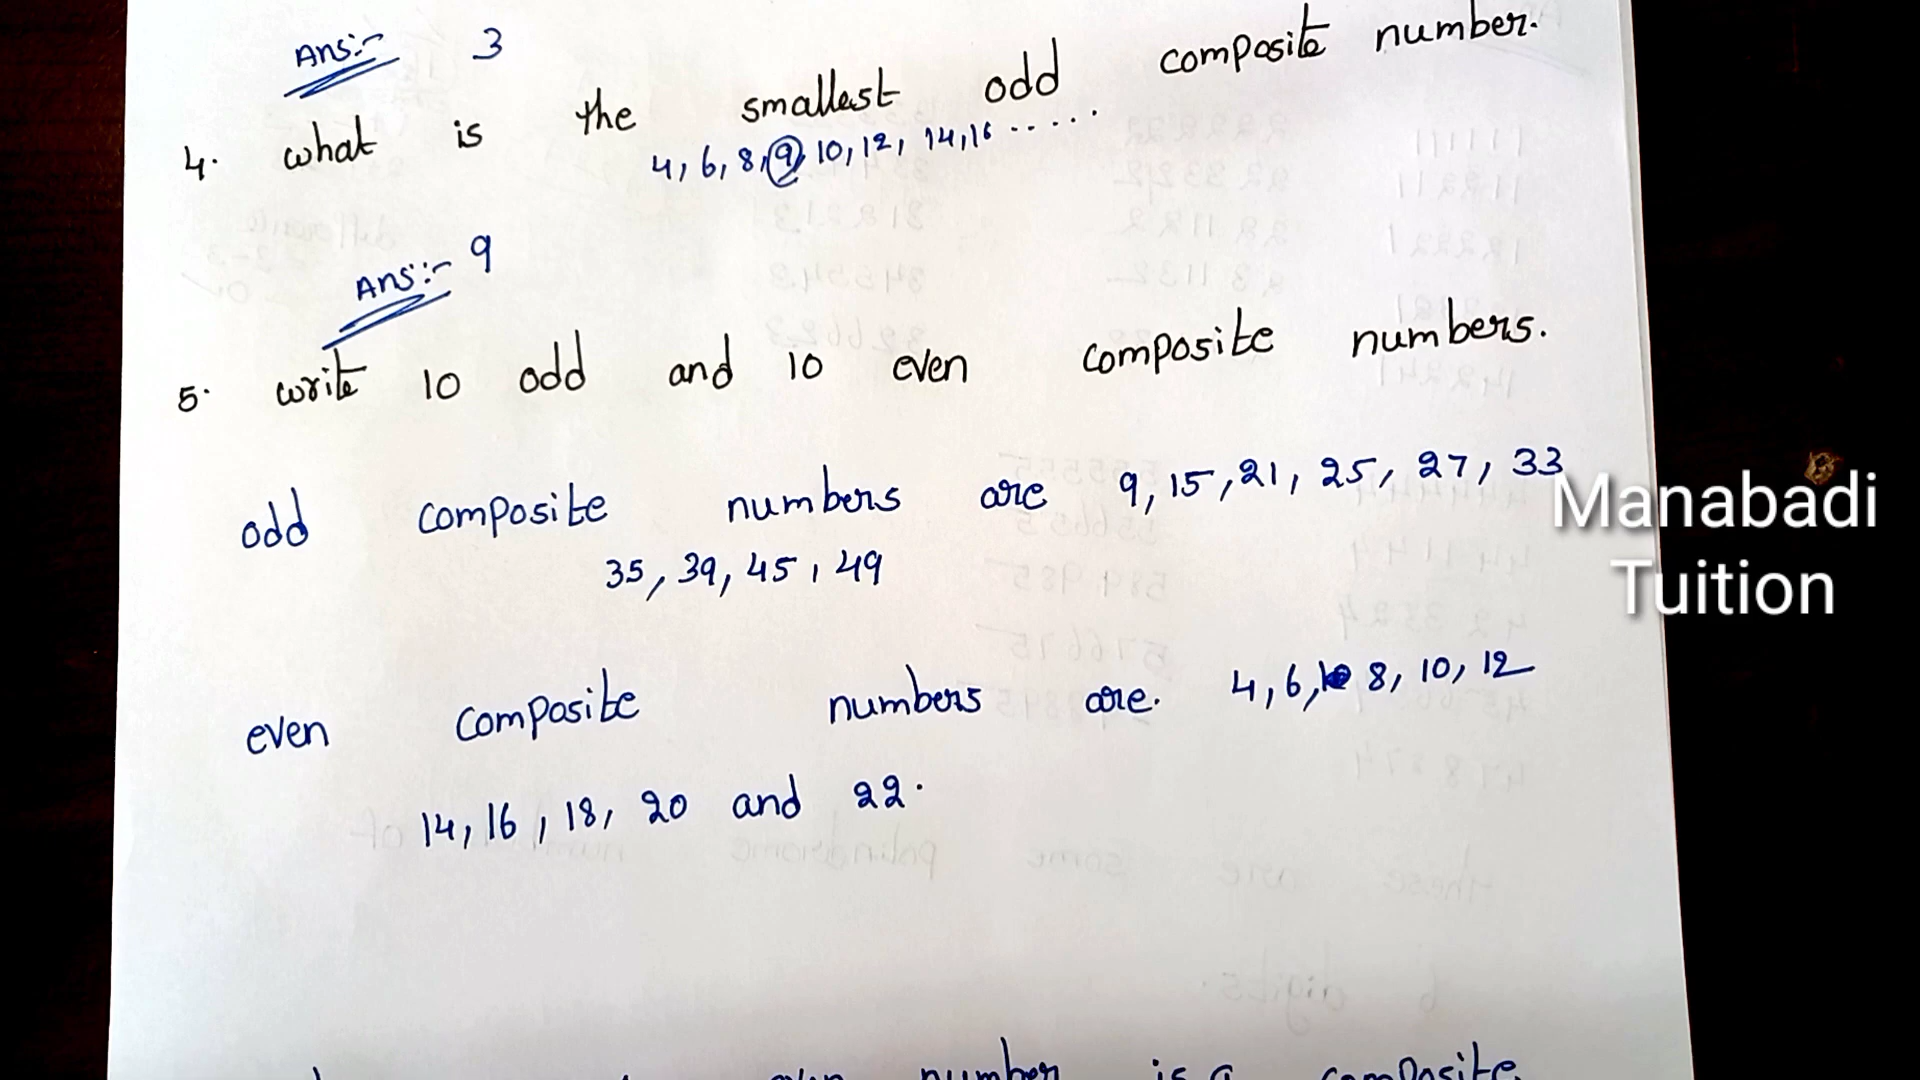 Ans:- 3
4. what is the smallest odd composite number.
4, 6, 8, 9, 10, 12, 14, 16 .....
Ans:- 9
5. write 10 odd and 10 even composite numbers.
odd composite numbers are 9, 15, 21, 25, 27, 33
35, 39, 45, 49
even composite numbers are. 4, 6, 8, 10, 12
14, 16, 18, 20 and 22.
number is a composite
Manabadi
Tuition